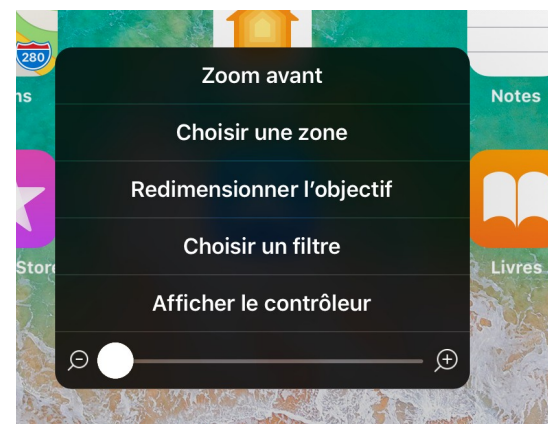 280
Zoom avant
ns
Notes
Choisir une zone
Redimensionner l’objectif
Choisir un filtre
Store
Livres
Afficher le contrôleur